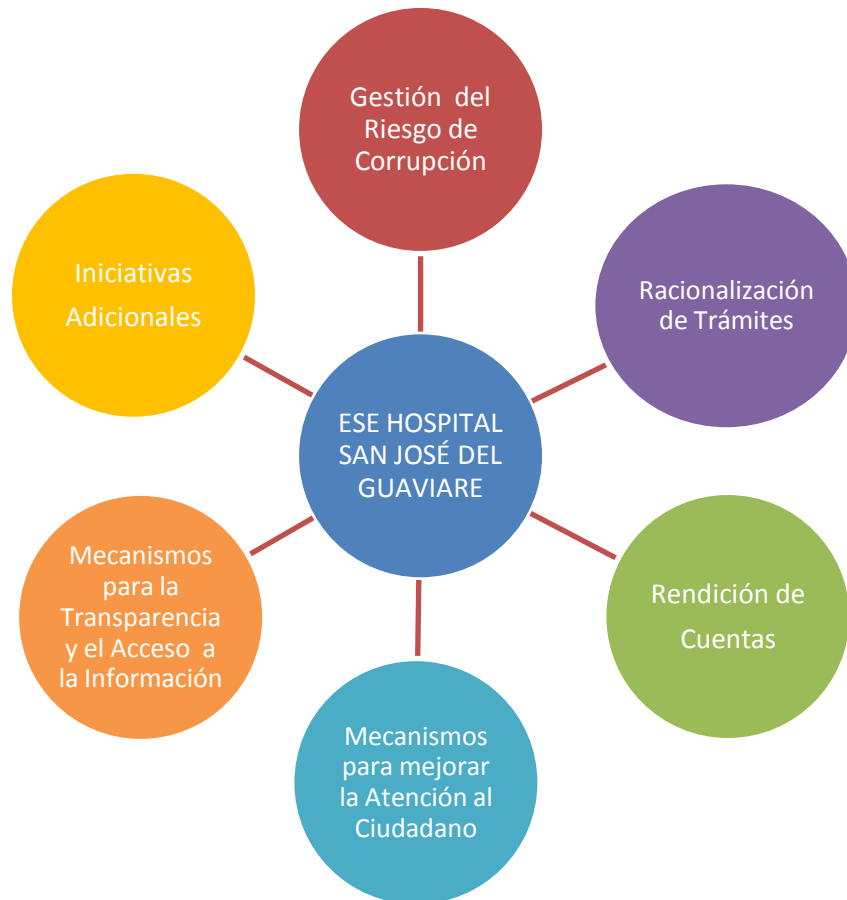 Gestión del
Riesgo de
Corrupción
Iniciativas
Adicionales
Racionalización
de Trámites
ESE HOSPITAL
SAN JOSÉ DEL
GUAVIARE
Mecanismos
para la
Transparencia
y el Acceso a
la Información
Rendición de
Cuentas
Mecanismos
para mejorar
la Atención al
Ciudadano